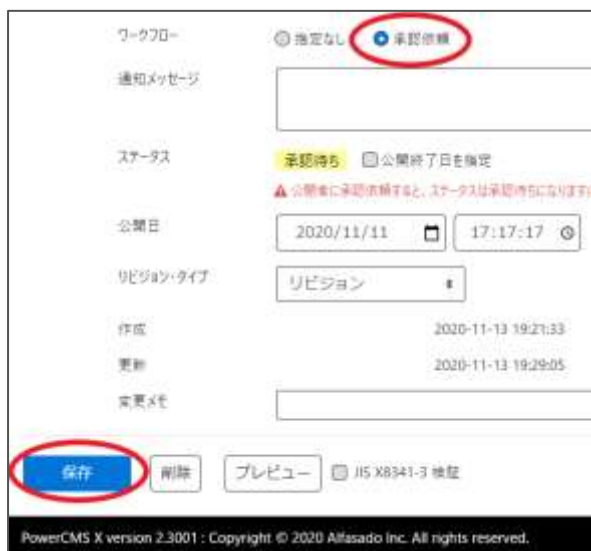 ワークフロー 指定なし 承認依頼
通知メッセージ
ステータス 承認待ち 公開終了日を指定
公開者に承認依頼すると、ステータスは承認待ちになります
公開日 2020/11/11 17:17:17
リビジョン・タイプ リビジョン
作成 2020-11-13 19:21:33
更新 2020-11-13 19:29:05
変更メモ
保存 削除 プレビュー JIS X8341-3 検証
PowerCMS X version 2.3001 : Copyright © 2020 Alfasado Inc. All rights reserved.